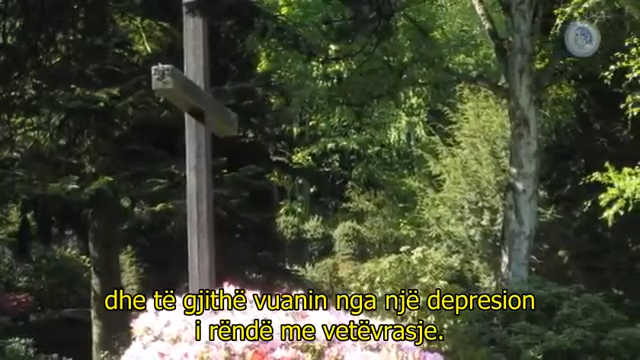 dhe të gjithë vuanin nga një depresion
i rëndë me vetëvrasje.